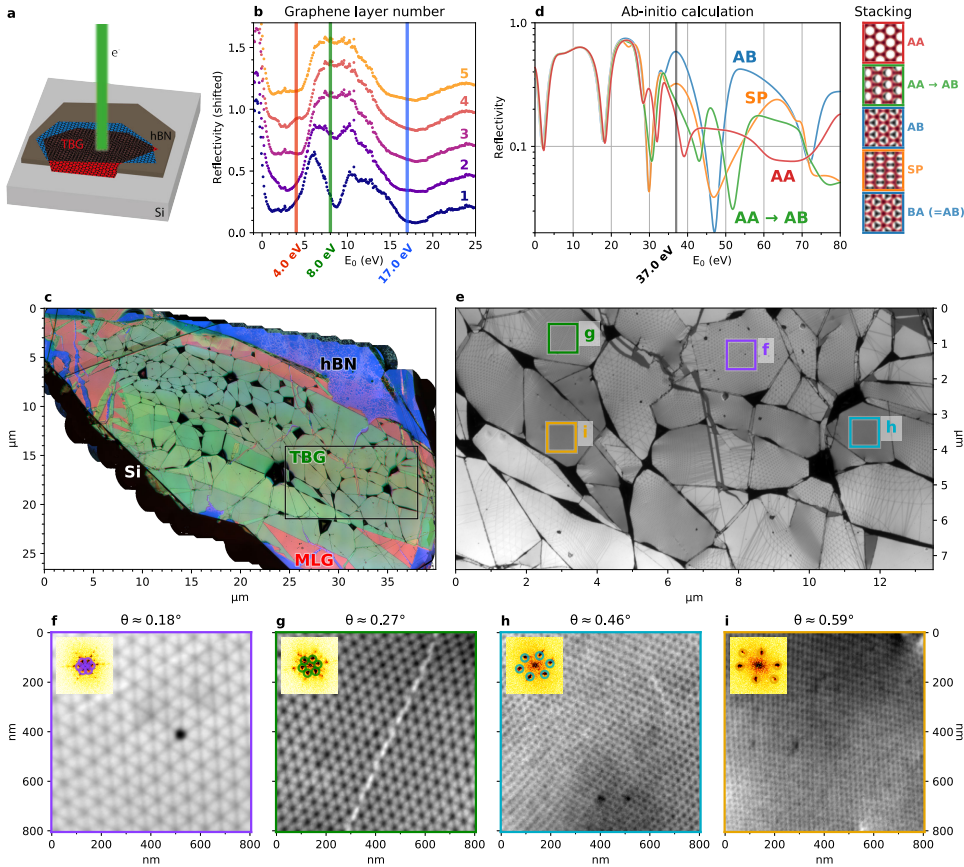 a
e
TBG
hBN
Si
b
Graphene layer number
Reflectivity (shifted)
1.5
1.0
0.5
0.0
5
4
3
2
1
0
5
10
15
20
25
4.0 eV
8.0 eV
17.0 eV
E0 (eV)
d
Ab-initio calculation
Reflectivity
1.0
0.1
AB
SP
AA
AA → AB
0
10
20
30
40
50
60
70
80
37.0 eV
E0 (eV)
Stacking
AA
AA → AB
AB
SP
BA (=AB)
c
μm
0
5
10
15
20
25
hBN
TBG
Si
MLG
0
5
10
15
20
25
30
35
μm
e
g
f
i
h
0
1
2
3
4
5
6
7
μm
0
2
4
6
8
10
12
μm
f
θ ≈ 0.18°
nm
0
200
400
600
800
0
200
400
600
800
nm
g
θ ≈ 0.27°
0
200
400
600
800
nm
h
θ ≈ 0.46°
0
200
400
600
800
nm
i
θ ≈ 0.59°
0
200
400
600
800
nm
0
200
400
600
800
nm